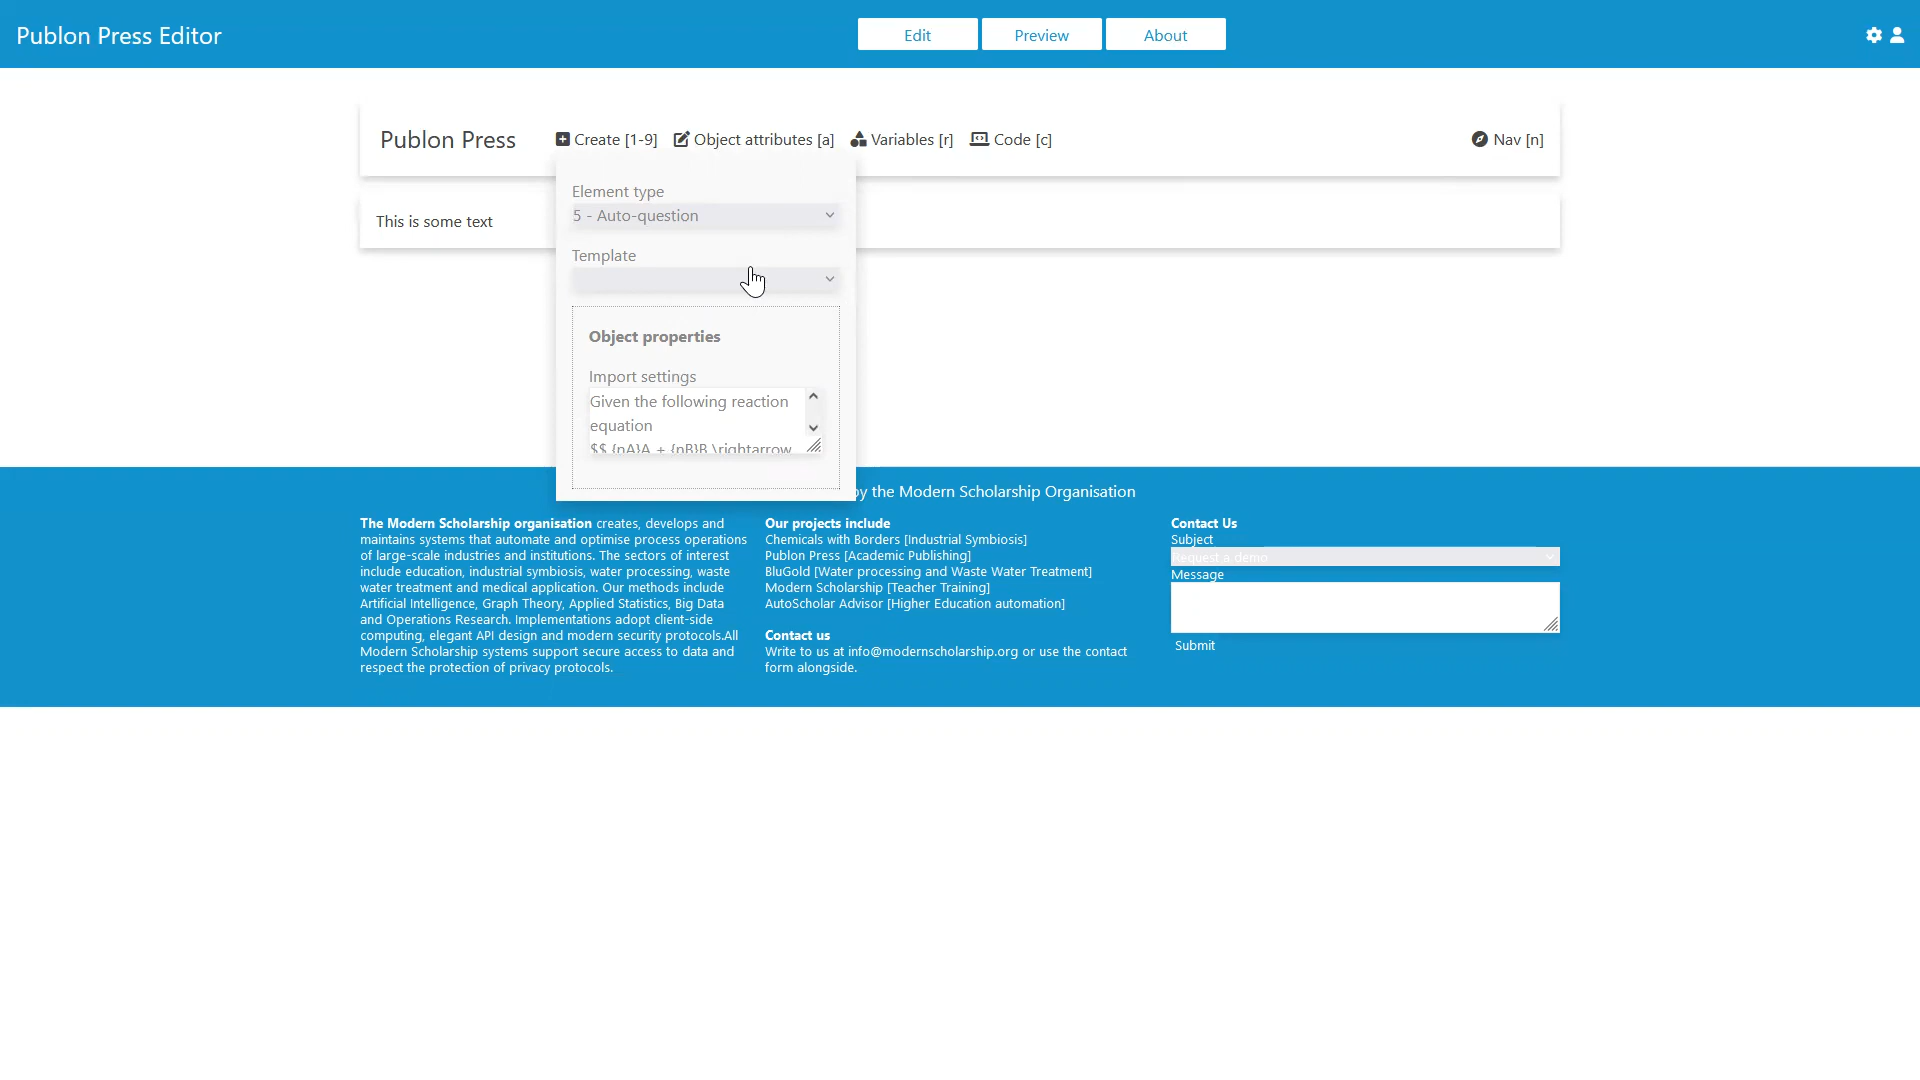 Publon Press Editor
Edit
Preview
About
Publon Press
Create [1-9]
Object attributes [a]
Variables [r]
Code [c]
Nav [n]
Element type
5 - Auto-question
Template
Object properties
Import settings
Given the following reaction
equation
$$ {nA}A + {nB}B \rightarrow
This is some text
by the Modern Scholarship Organisation
The Modern Scholarship organisation creates, develops and
maintains systems that automate and optimise process operations
of large-scale industries and institutions. The sectors of interest
include education, industrial symbiosis, water processing, waste
water treatment and medical application. Our methods include
Artificial Intelligence, Graph Theory, Applied Statistics, Big Data
and Operations Research. Implementations adopt client-side
computing, elegant API design and modern security protocols.All
Modern Scholarship systems support secure access to data and
respect the protection of privacy protocols.
Our projects include
Chemicals with Borders [Industrial Symbiosis]
Publon Press [Academic Publishing]
BluGold [Water processing and Waste Water Treatment]
Modern Scholarship [Teacher Training]
AutoScholar Advisor [Higher Education automation]
Contact us
Write to us at info@modernscholarship.org or use the contact
form alongside.
Contact Us
Subject
Request a demo
Message
Submit